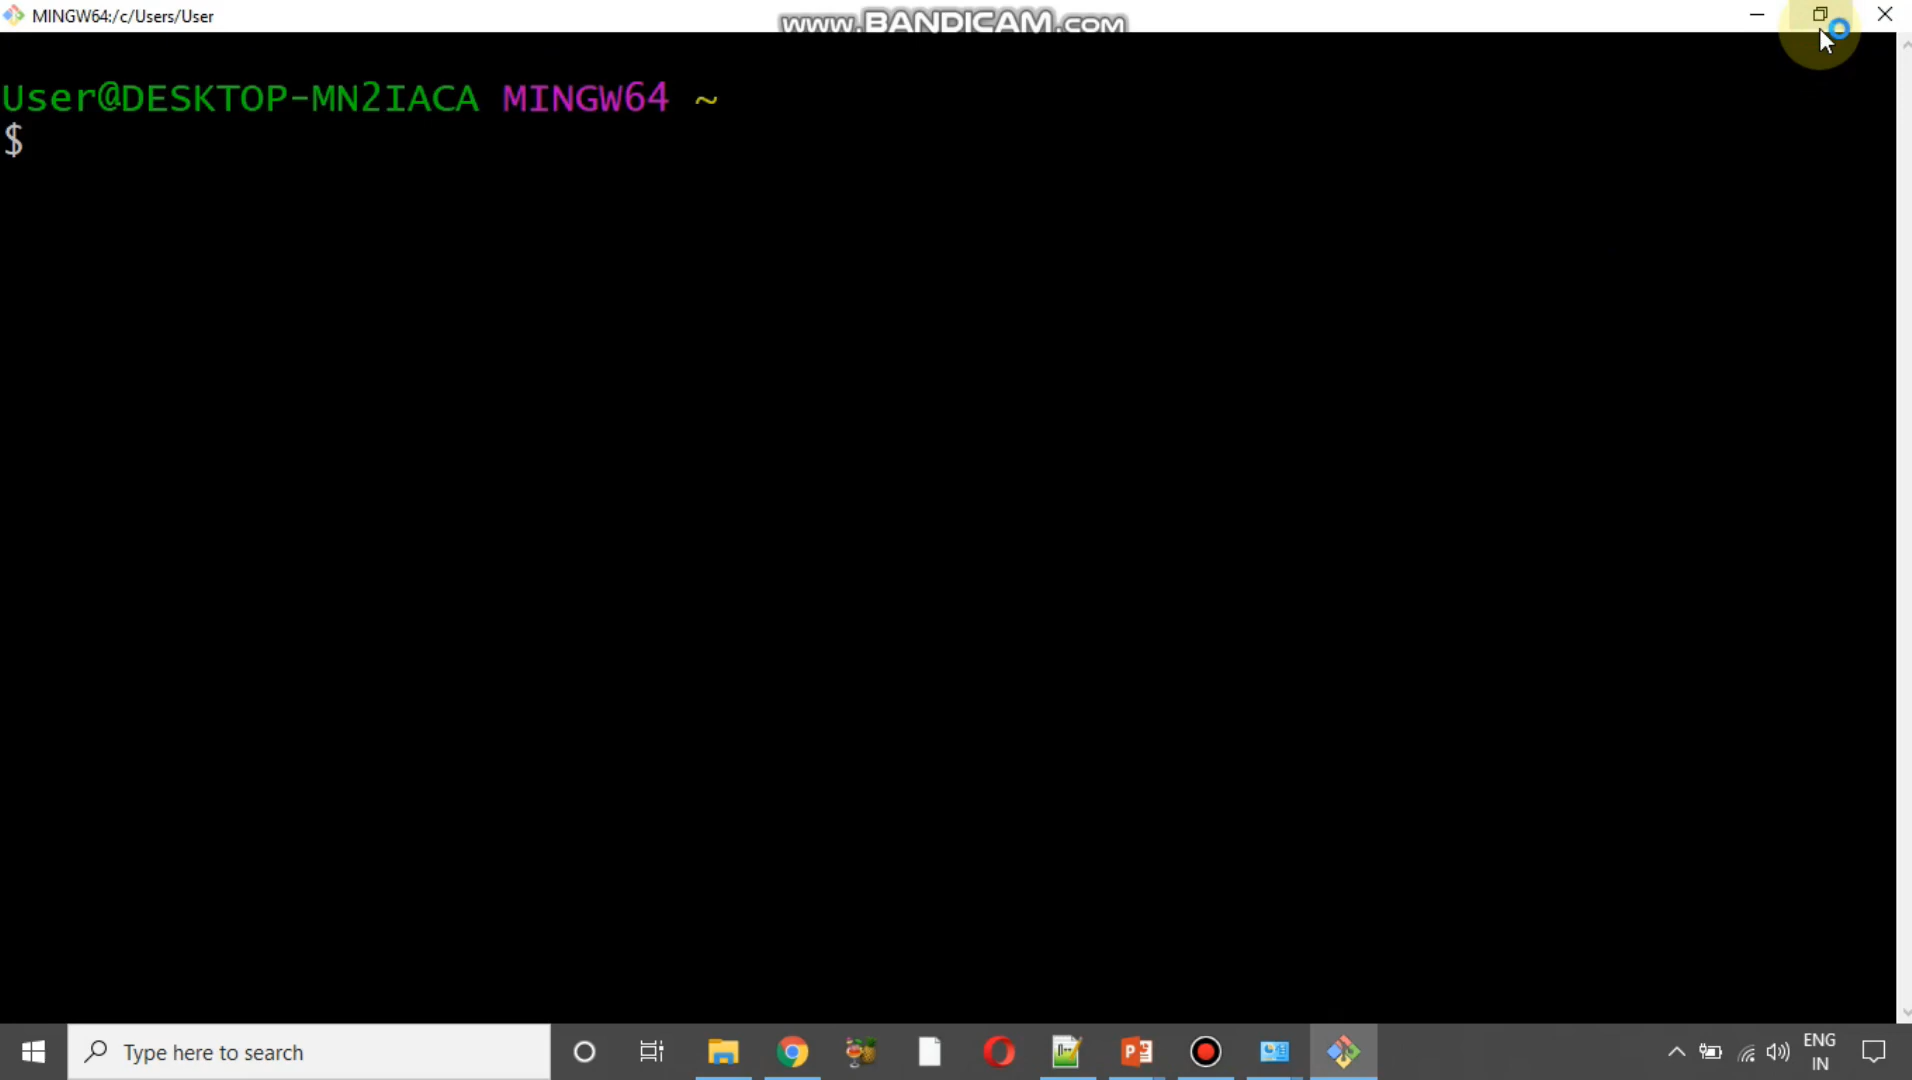 MINGW64:/c/Users/User
www.BANDICAM.com
User@DESKTOP-MN2IACA MINGW64 ~
$
Type here to search
ENG
IN